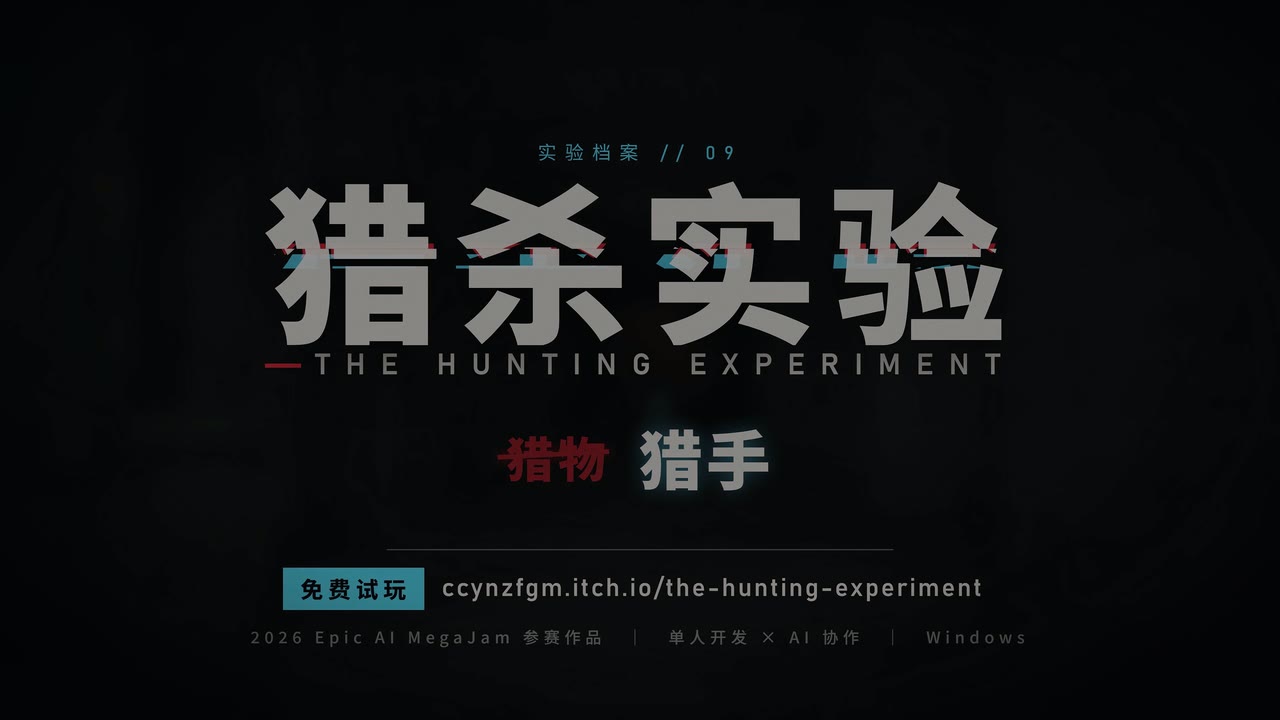 实验档案 // 09
猎杀实验
THE HUNTING EXPERIMENT
猎物 猎手
免费试玩 ccynzfgm.itch.io/the-hunting-experiment
2026 Epic AI MegaJam 参赛作品 | 单人开发 × AI 协作 | Windows